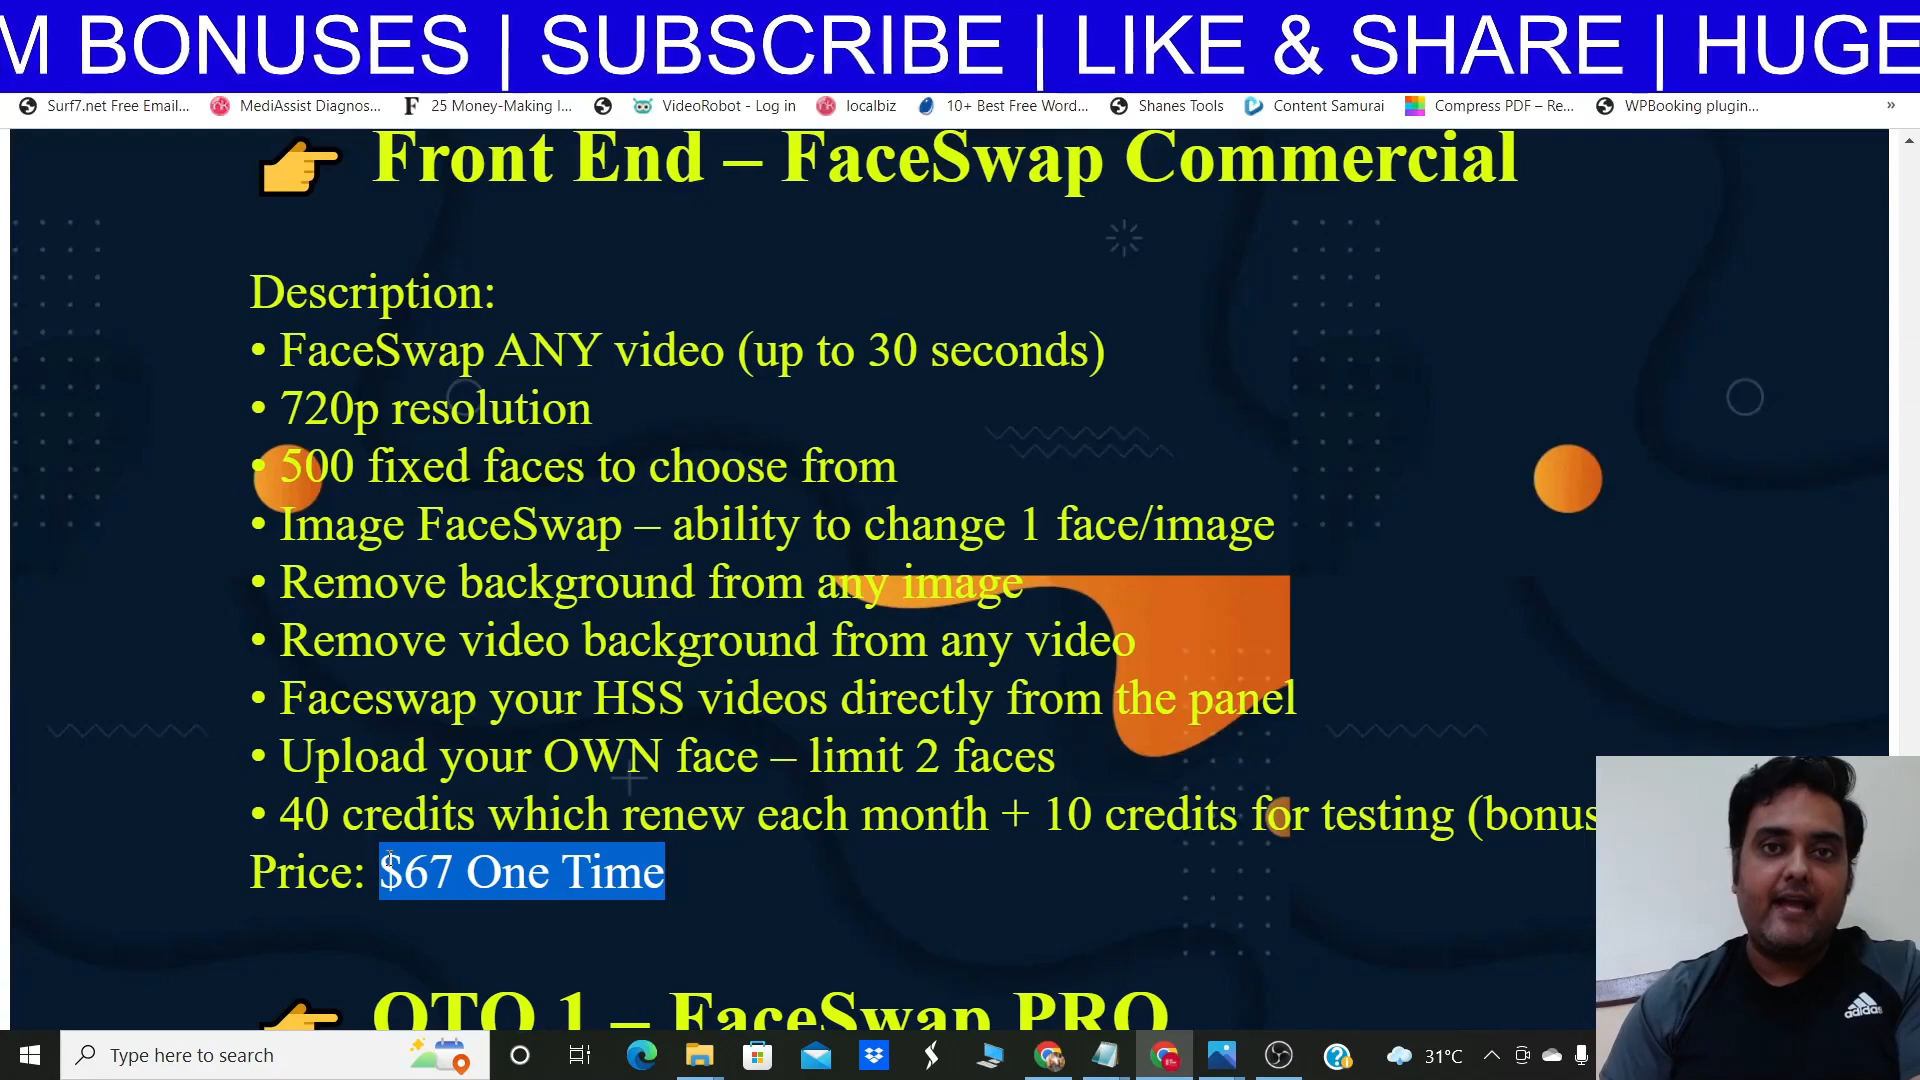 M BONUSES | SUBSCRIBE | LIKE & SHARE | HUGE
Surf7.net Free Email... MediAssist Diagnos... 25 Money-Making I... VideoRobot - Log in localbiz 10+ Best Free Word... Shanes Tools Content Samurai Compress PDF – Re... WPBooking plugin... »
Front End – FaceSwap Commercial
Description:
• FaceSwap ANY video (up to 30 seconds)
• 720p resolution
• 500 fixed faces to choose from
• Image FaceSwap – ability to change 1 face/image
• Remove background from any image
• Remove video background from any video
• Faceswap your HSS videos directly from the panel
• Upload your OWN face – limit 2 faces
• 40 credits which renew each month + 10 credits for testing (bonus
Price: $67 One Time
OTO 1 – FaceSwap PRO
adidas
Type here to search
31°C